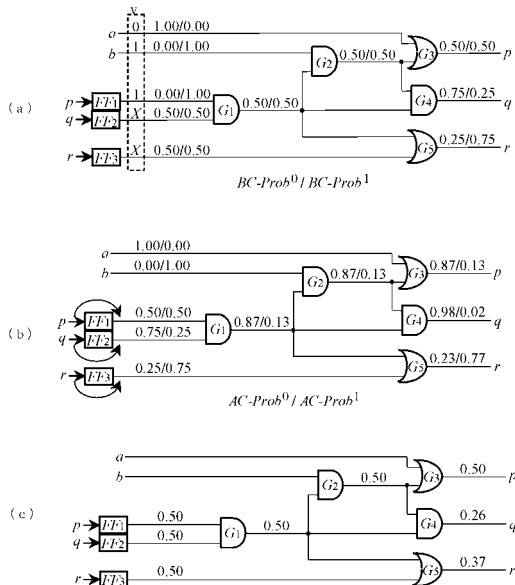 v
a 0 1.00/0.00
b 1 0.00/1.00
G3 0.50/0.50 p
G2 0.50/0.50
(a)
p FF1 1 0.00/1.00
q FF2 X 0.50/0.50
G1 0.50/0.50
G4 0.75/0.25 q
r FF3 X 0.50/0.50
G5 0.25/0.75 r
BC-Prob0 / BC-Prob1
a 1.00/0.00
b 0.00/1.00
G3 0.87/0.13 p
G2 0.87/0.13
(b)
p FF1 0.50/0.50
q FF2 0.75/0.25
G1 0.87/0.13
G4 0.98/0.02 q
r FF3 0.25/0.75
G5 0.23/0.77 r
AC-Prob0 / AC-Prob1
a
b
G3 0.50 p
G2 0.50
(c)
p FF1 0.50
q FF2 0.50
G1 0.50
G4 0.26 q
r FF3 0.50
G5 0.37 r